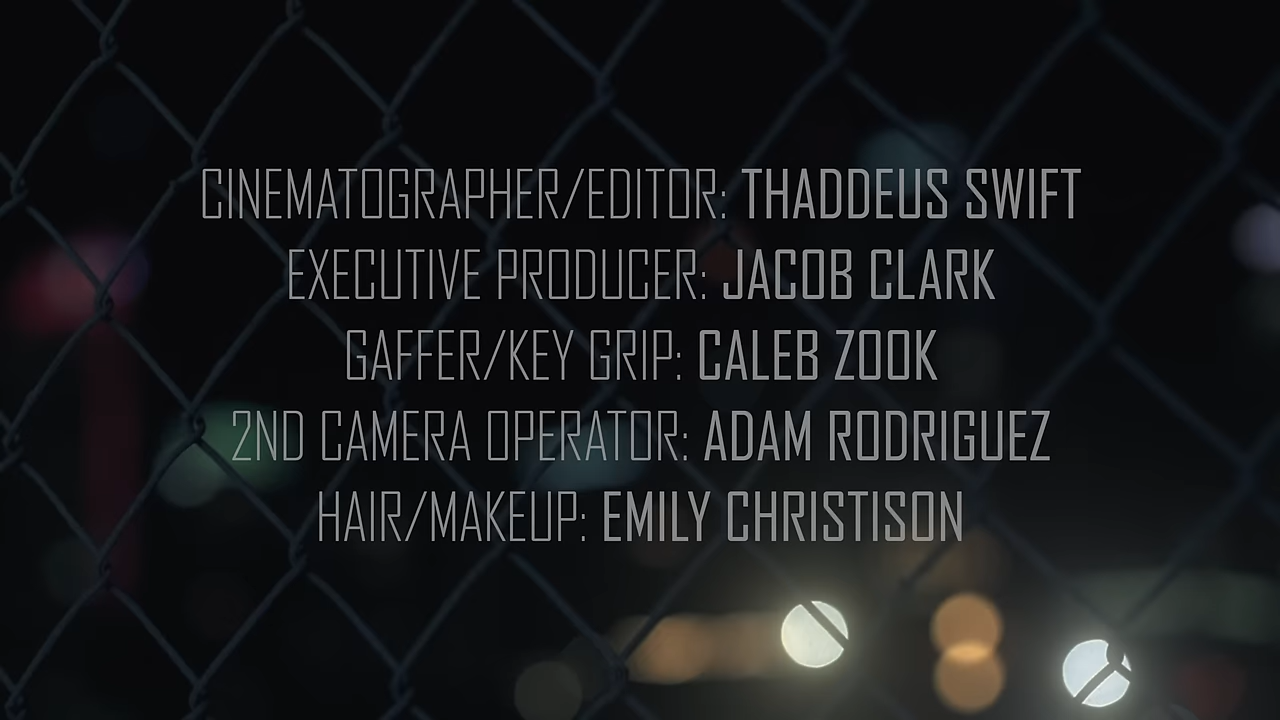 CINEMATOGRAPHER/EDITOR: THADDEUS SWIFT
EXECUTIVE PRODUCER: JACOB CLARK
GAFFER/KEY GRIP: CALEB ZOOK
2ND CAMERA OPERATOR: ADAM RODRIGUEZ
HAIR/MAKEUP: EMILY CHRISTISON